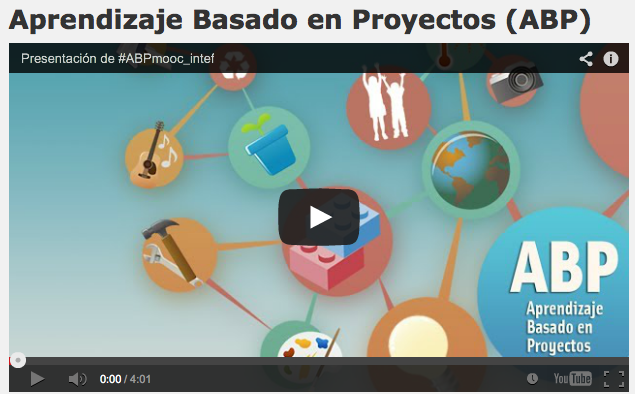 Aprendizaje Basado en Proyectos (ABP)
Presentación de #ABPmooc_intef
ABP
Aprendizaje
Basado en
Proyectos
0:00 / 4:01
YouTube